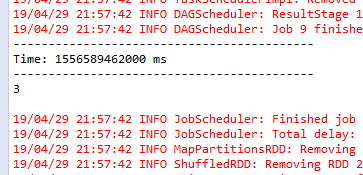 19/04/29 21:57:42 INFO TaskSchedulerImpl: Removed
19/04/29 21:57:42 INFO DAGScheduler: ResultStage 1
19/04/29 21:57:42 INFO DAGScheduler: Job 9 finishe
-------------------------------------------
Time: 1556589462000 ms
-------------------------------------------
3
19/04/29 21:57:42 INFO JobScheduler: Finished job
19/04/29 21:57:42 INFO JobScheduler: Total delay:
19/04/29 21:57:42 INFO MapPartitionsRDD: Removing
19/04/29 21:57:42 INFO ShuffledRDD: Removing RDD 2